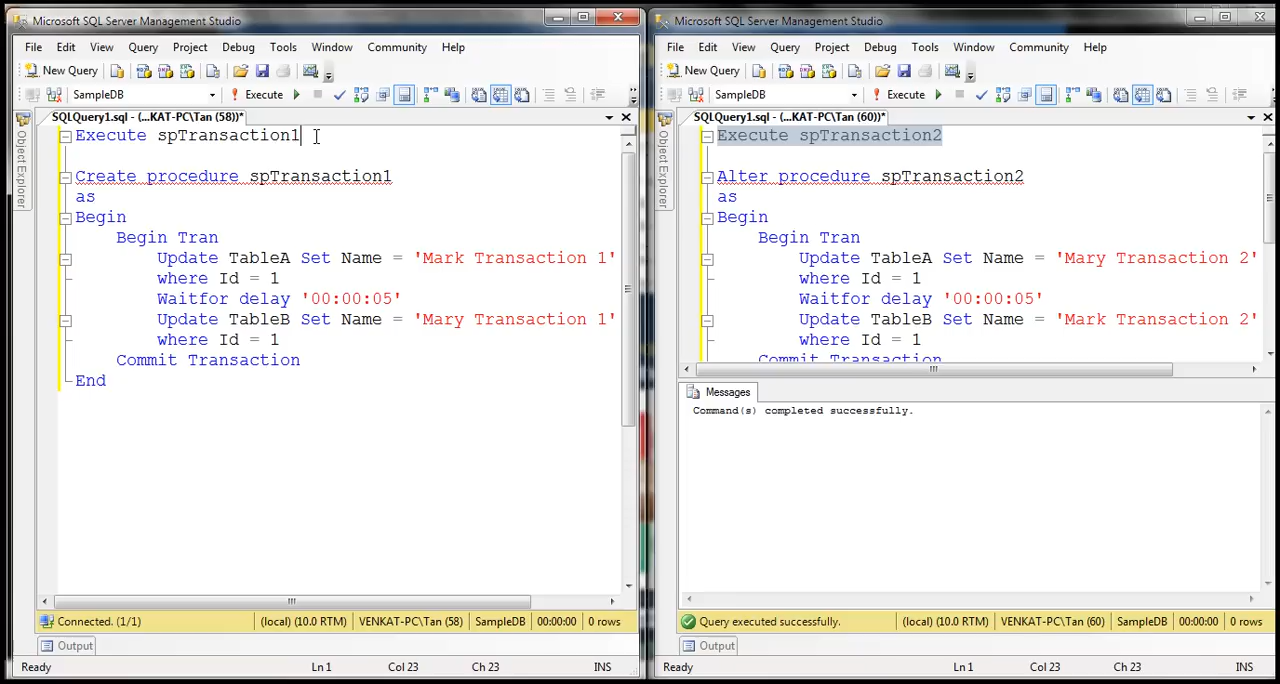 Microsoft SQL Server Management Studio
File Edit View Query Project Debug Tools Window Community Help
New Query
SampleDB Execute
SQLQuery1.sql - (...KAT-PC\Tan (58))*
Object Explorer
Execute spTransaction1
Create procedure spTransaction1
as
Begin
Begin Tran
Update TableA Set Name = 'Mark Transaction 1'
where Id = 1
Waitfor delay '00:00:05'
Update TableB Set Name = 'Mary Transaction 1'
where Id = 1
Commit Transaction
End
Connected. (1/1) (local) (10.0 RTM) VENKAT-PC\Tan (58) SampleDB 00:00:00 0 rows
Output
Ready Ln 1 Col 23 Ch 23 INS
Microsoft SQL Server Management Studio
File Edit View Query Project Debug Tools Window Community Help
New Query
SampleDB Execute
SQLQuery1.sql - (...KAT-PC\Tan (60))*
Object Explorer
Execute spTransaction2
Alter procedure spTransaction2
as
Begin
Begin Tran
Update TableA Set Name = 'Mary Transaction 2'
where Id = 1
Waitfor delay '00:00:05'
Update TableB Set Name = 'Mark Transaction 2'
where Id = 1
Commit Transaction
Messages
Command(s) completed successfully.
Query executed successfully. (local) (10.0 RTM) VENKAT-PC\Tan (60) SampleDB 00:00:00 0 rows
Output
Ready Ln 1 Col 23 Ch 23 INS